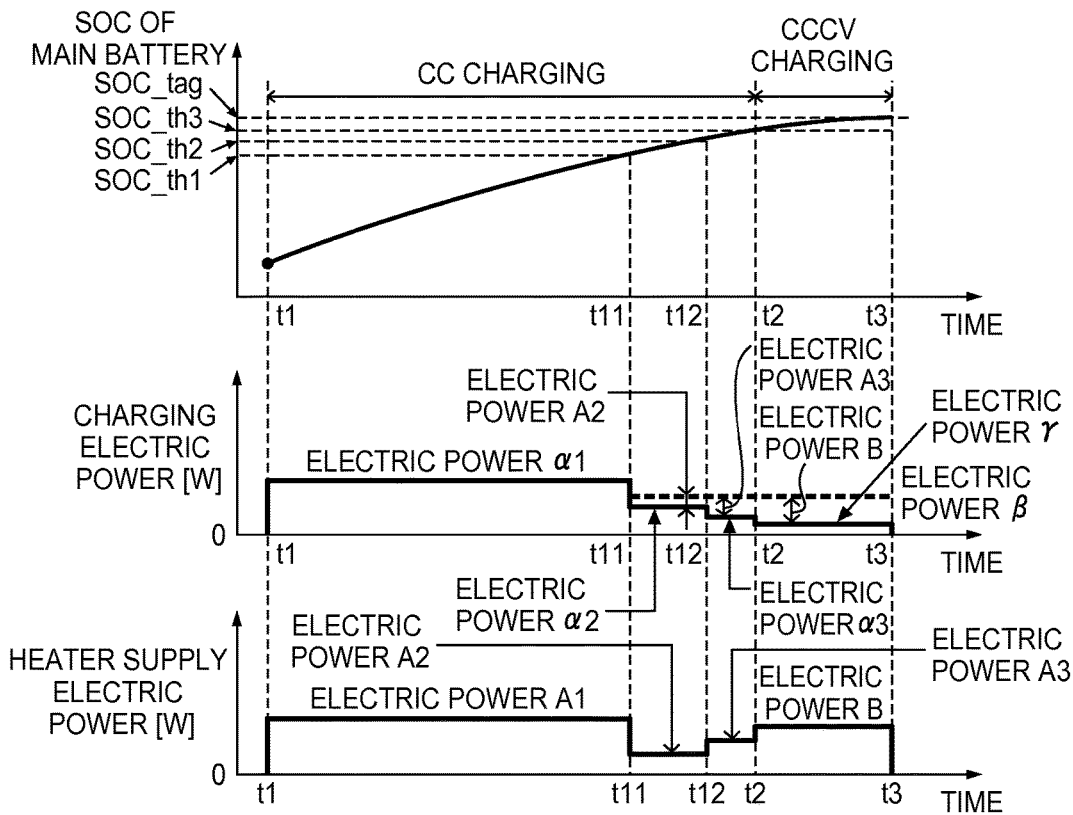 SOC OF
MAIN BATTERY
SOC_tag
SOC_th3
SOC_th2
SOC_th1
CC CHARGING
CCCV
CHARGING
t1
t11
t12
t2
t3
TIME
CHARGING
ELECTRIC
POWER [W]
0
ELECTRIC POWER α1
ELECTRIC
POWER A2
ELECTRIC
POWER A3
ELECTRIC
POWER B
ELECTRIC
POWER γ
ELECTRIC
POWER β
t1
t11
t12
t2
t3
TIME
ELECTRIC
POWER α2
ELECTRIC
POWER α3
HEATER SUPPLY
ELECTRIC
POWER [W]
0
ELECTRIC POWER A1
ELECTRIC
POWER A2
ELECTRIC
POWER B
ELECTRIC
POWER A3
t1
t11
t12
t2
t3
TIME